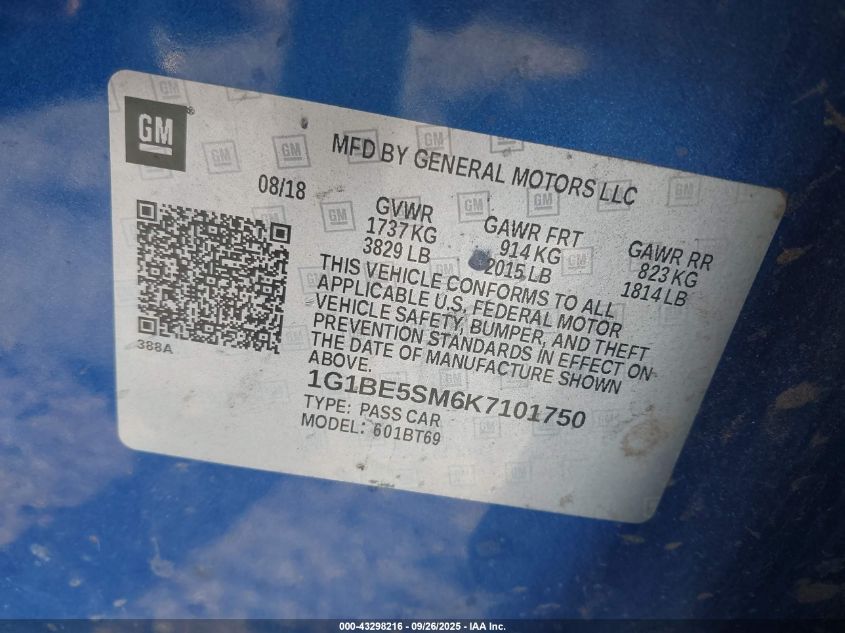 GM
MFD BY GENERAL MOTORS LLC
08/18
GVWR
1737 KG
3829 LB
GAWR FRT
914 KG
2015 LB
GAWR RR
823 KG
1814 LB
THIS VEHICLE CONFORMS TO ALL
APPLICABLE U.S. FEDERAL MOTOR
VEHICLE SAFETY, BUMPER, AND THEFT
PREVENTION STANDARDS IN EFFECT ON
THE DATE OF MANUFACTURE SHOWN
ABOVE.
388A
1G1BE5SM6K7101750
TYPE: PASS CAR
MODEL: 601BT69
000-43298216 - 09/26/2025 - IAA Inc.